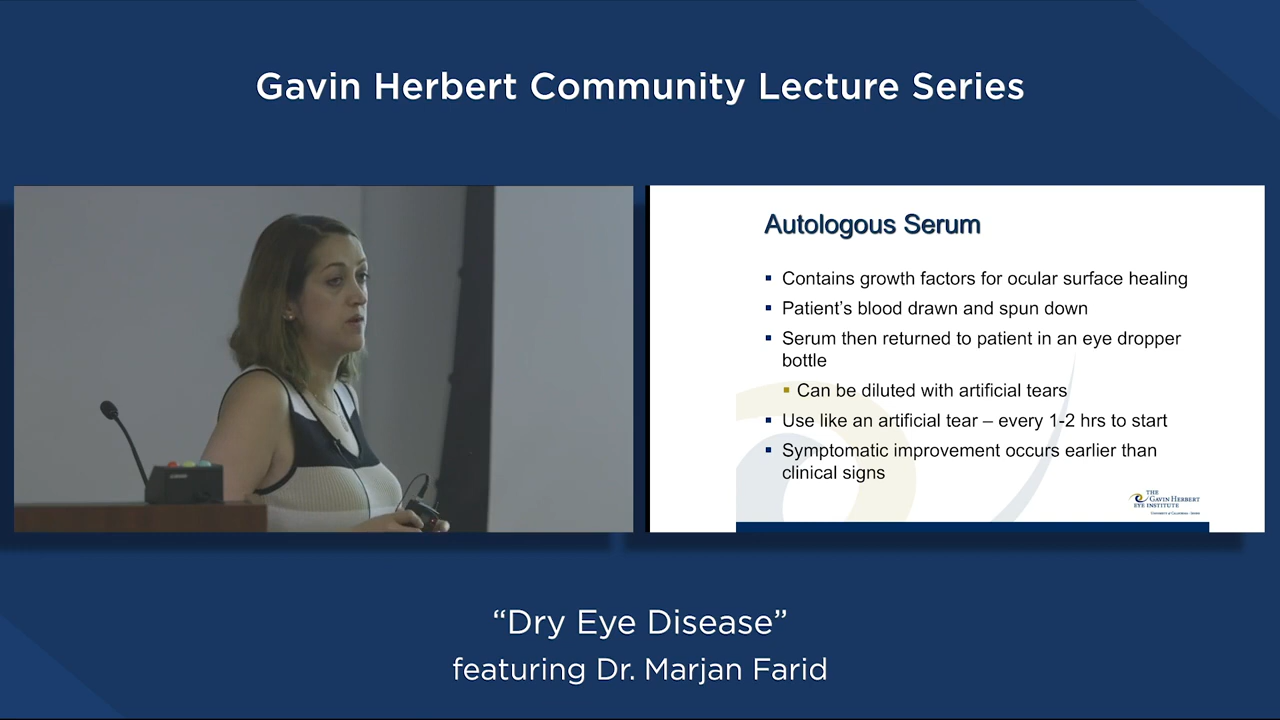 Gavin Herbert Community Lecture Series
Autologous Serum
▪ Contains growth factors for ocular surface healing
▪ Patient's blood drawn and spun down
▪ Serum then returned to patient in an eye dropper
bottle
▪ Can be diluted with artificial tears
▪ Use like an artificial tear – every 1-2 hrs to start
▪ Symptomatic improvement occurs earlier than
clinical signs
THE
GAVIN HERBERT
EYE INSTITUTE
“Dry Eye Disease”
featuring Dr. Marjan Farid